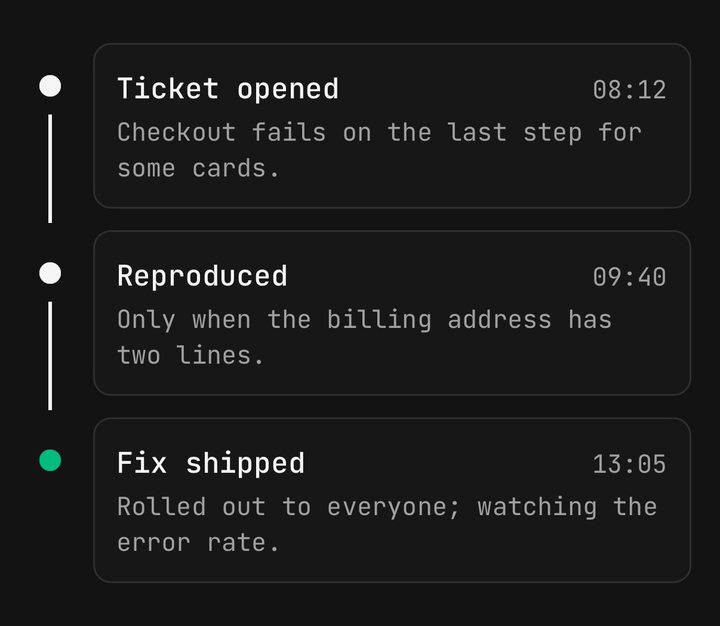 Ticket opened 08:12
Checkout fails on the last step for
some cards.
Reproduced 09:40
Only when the billing address has
two lines.
Fix shipped 13:05
Rolled out to everyone; watching the
error rate.